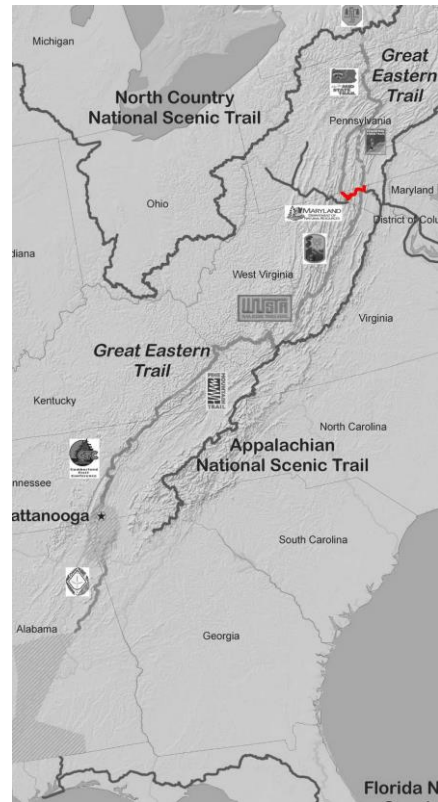 Michigan
Great
Eastern
Trail
North Country
National Scenic Trail
Pennsylvania
Ohio
Maryland
MARYLAND
District of Colu
diana
West Virginia
Virginia
Great Eastern
Trail
Kentucky
North Carolina
Appalachian
National Scenic Trail
nnessee
attanooga
South Carolina
Alabama
Georgia
Florida N